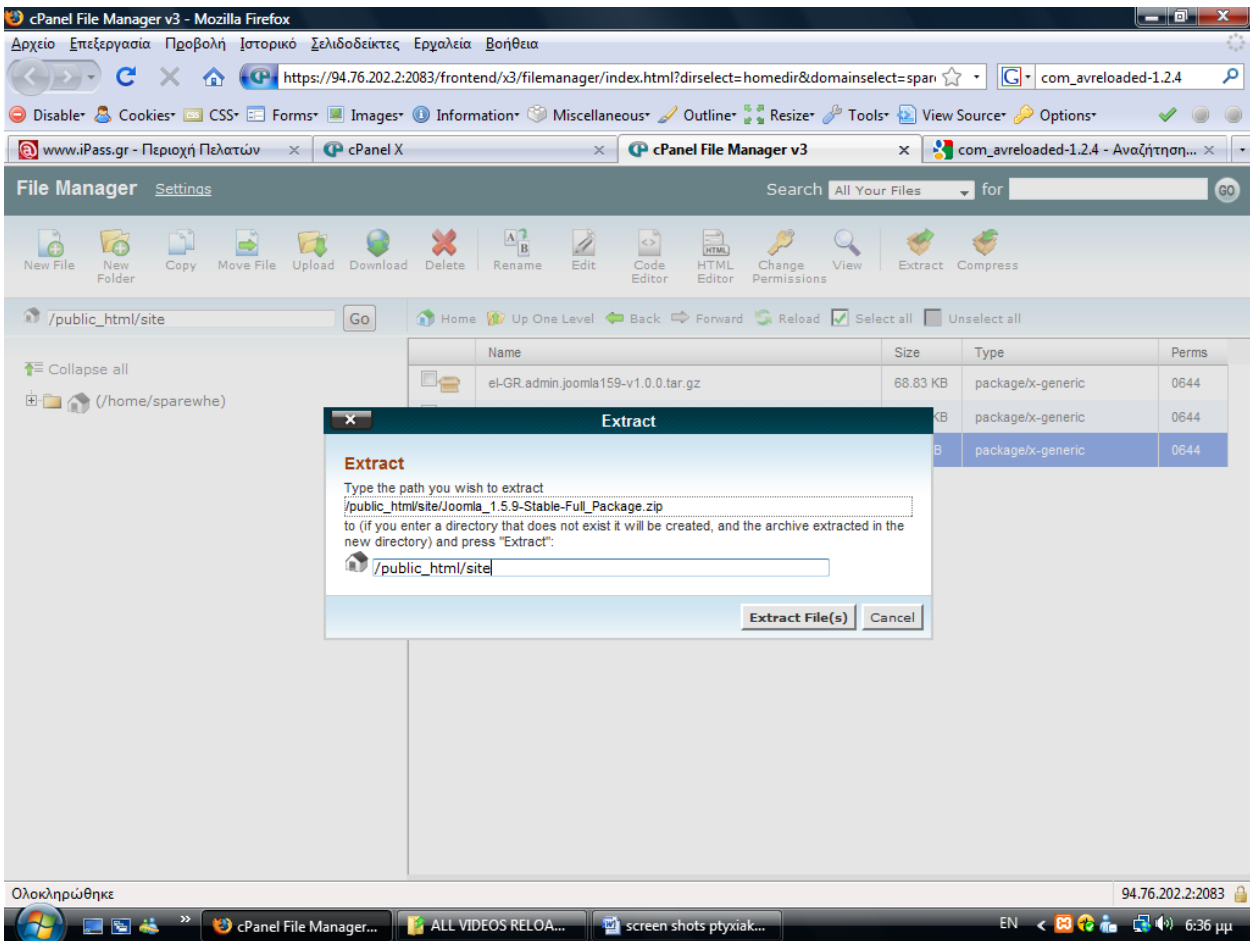 cPanel File Manager v3 - Mozilla Firefox
Αρχείο Επεξεργασία Προβολή Ιστορικό Σελιδοδείκτες Εργαλεία Βοήθεια
https://94.76.202.2:2083/frontend/x3/filemanager/index.html?dirselect=homedir&domainselect=spar com_avreloaded-1.2.4
Disable Cookies CSS Forms Images Information Miscellaneous Outline Resize Tools View Source Options
www.iPass.gr - Περιοχή Πελατών cPanel X cPanel File Manager v3 com_avreloaded-1.2.4 - Αναζήτηση...
File Manager Settings Search All Your Files for GO
New File New Folder Copy Move File Upload Download Delete Rename Edit Code Editor HTML Editor Change Permissions View Extract Compress
/public_html/site Go Home Up One Level Back Forward Reload Select all Unselect all
Name Size Type Perms
Collapse all
el-GR.admin.joomla159-v1.0.0.tar.gz 68.83 KB package/x-generic 0644
(/home/sparewhe)
KB package/x-generic 0644
B package/x-generic 0644
Extract
Extract
Type the path you wish to extract
/public_html/site/Joomla_1.5.9-Stable-Full_Package.zip
to (if you enter a directory that does not exist it will be created, and the archive extracted in the
new directory) and press "Extract":
/public_html/site
Extract File(s) Cancel
Ολοκληρώθηκε 94.76.202.2:2083
cPanel File Manager... ALL VIDEOS RELOA... screen shots ptyxiak... EN 6:36 μμ